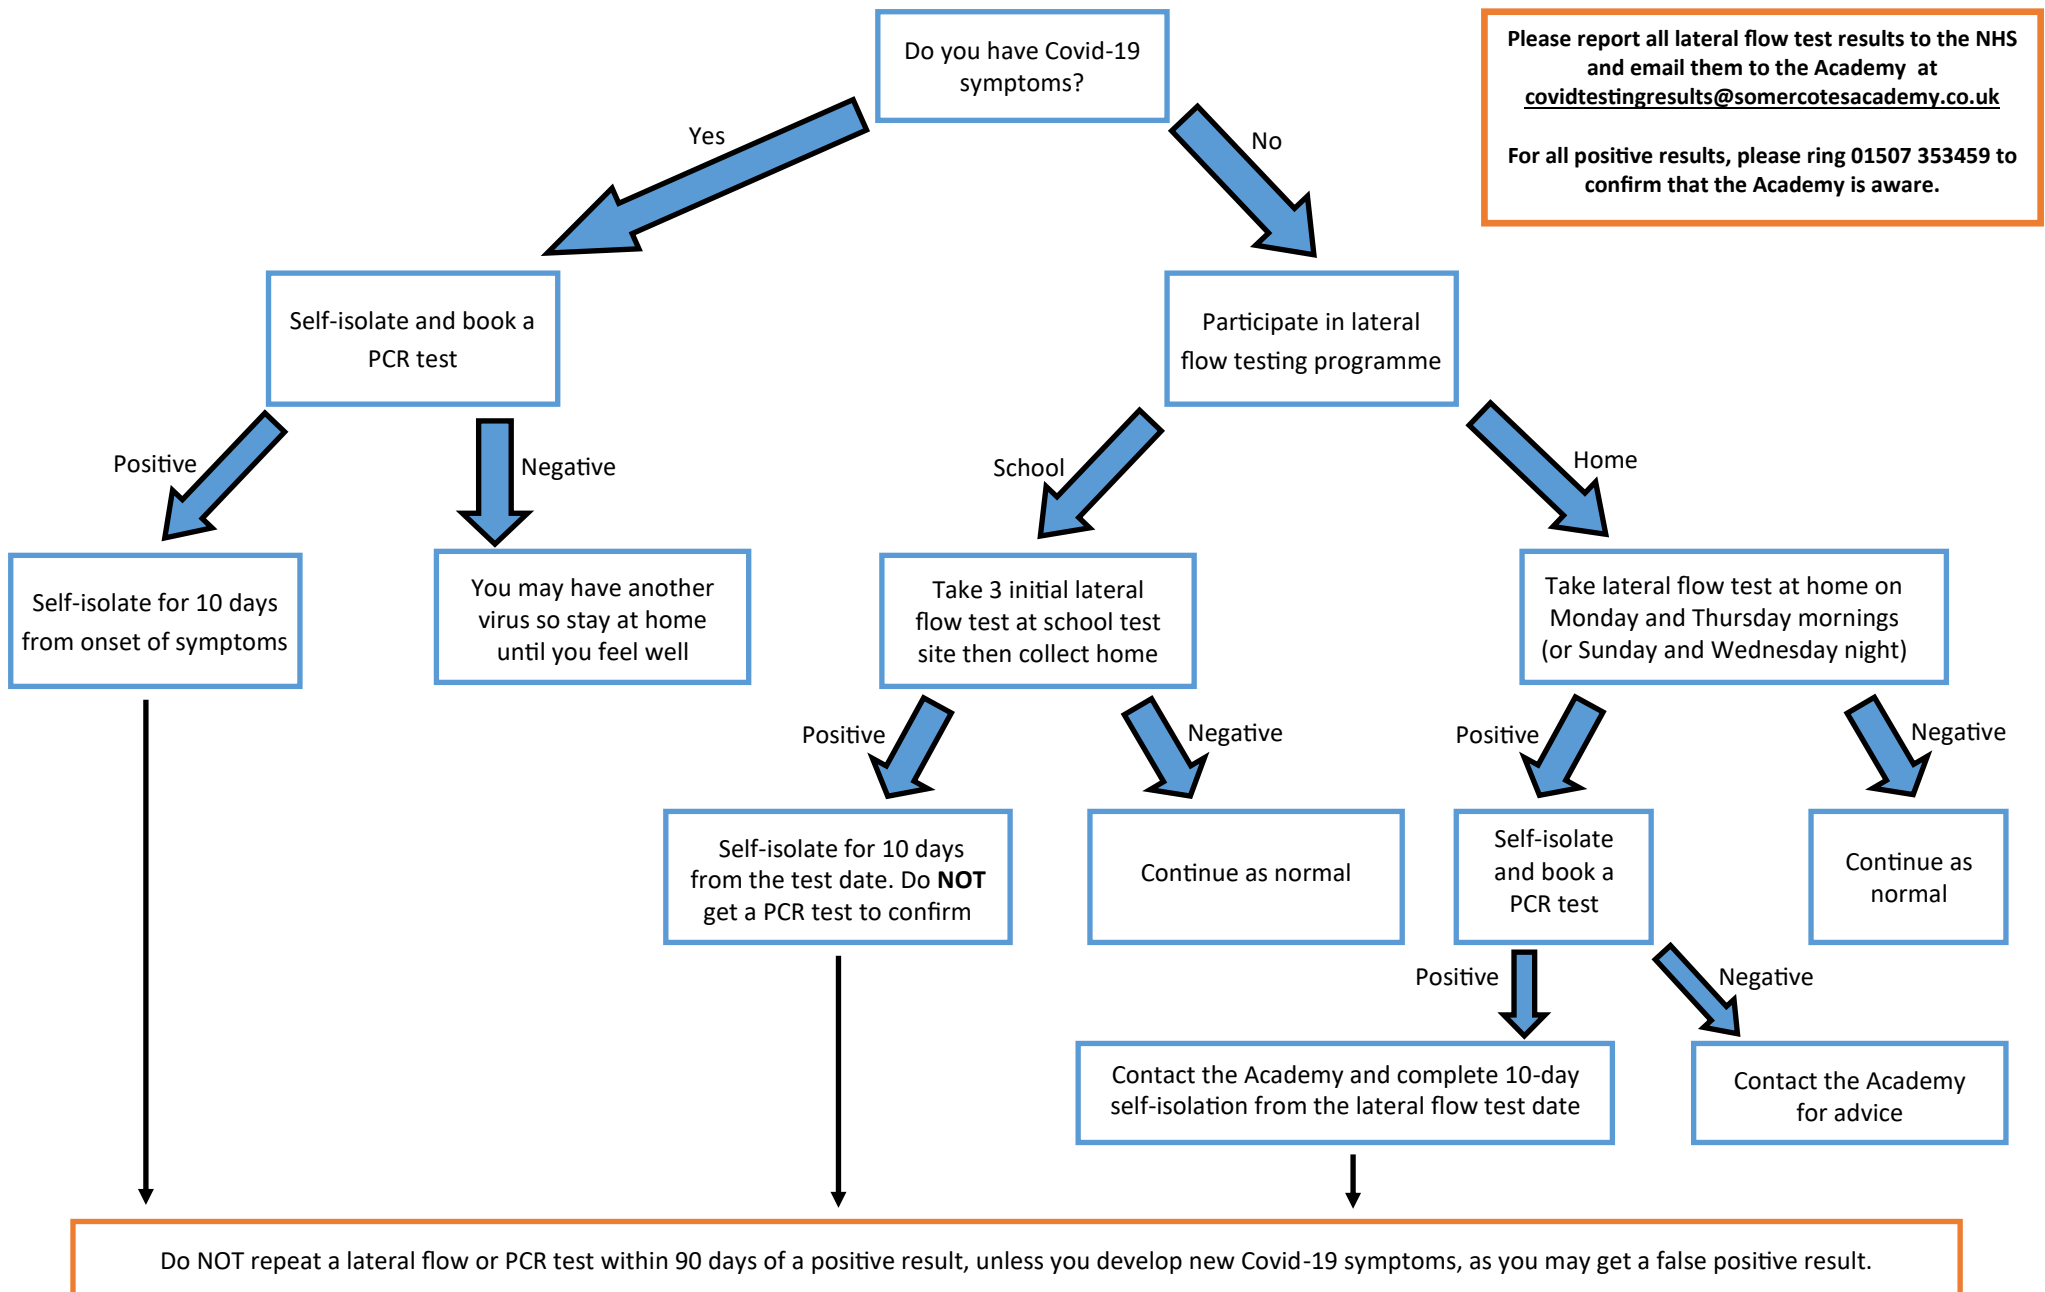 Do you have Covid-19
symptoms?
Please report all lateral flow test results to the NHS
and email them to the Academy at
covidtestingresults@somercotesacademy.co.uk
For all positive results, please ring 01507 353459 to
confirm that the Academy is aware.
Yes
No
Self-isolate and book a
PCR test
Participate in lateral
flow testing programme
Positive
Negative
School
Home
Self-isolate for 10 days
from onset of symptoms
You may have another
virus so stay at home
until you feel well
Take 3 initial lateral
flow test at school test
site then collect home
Take lateral flow test at home on
Monday and Thursday mornings
(or Sunday and Wednesday night)
Positive
Negative
Positive
Negative
Self-isolate for 10 days
from the test date. Do NOT
get a PCR test to confirm
Continue as normal
Self-isolate
and book a
PCR test
Continue as
normal
Positive
Negative
Contact the Academy and complete 10-day
self-isolation from the lateral flow test date
Contact the Academy
for advice
Do NOT repeat a lateral flow or PCR test within 90 days of a positive result, unless you develop new Covid-19 symptoms, as you may get a false positive result.